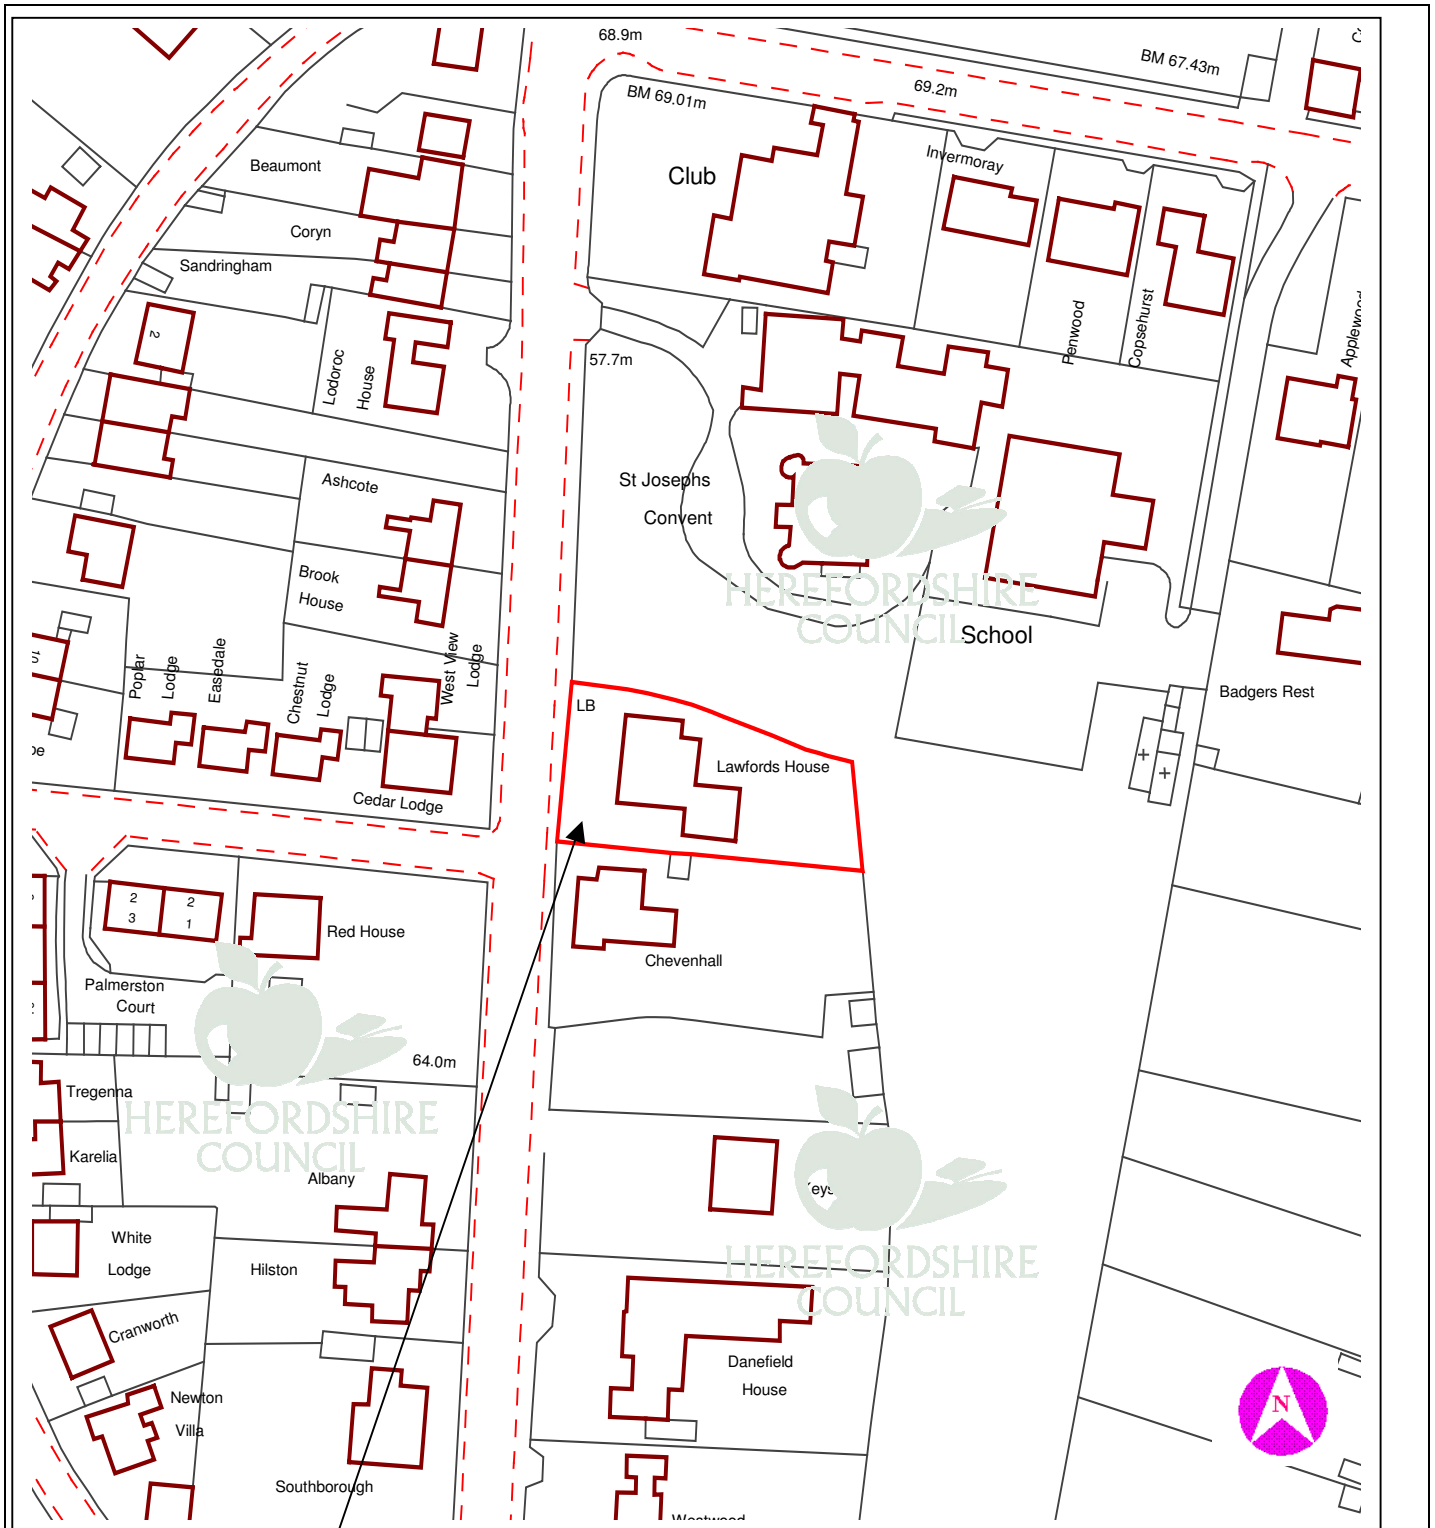 68.9m
BM 67.43m
69.2m
BM 69.01m
Club
Invermoray
Beaumont
Coryn
Sandringham
2
Lodoroc
House
57.7m
Penwood
Copsehurst
Applewood
St Josephs
Convent
Ashcote
Brook
House
HEREFORDSHIRE
COUNCIL
School
Poplar
Lodge
Easedale
Chestnut
Lodge
West View
Lodge
Badgers Rest
LB
Lawfords House
Cedar Lodge
2
3
2
1
Red House
Chevenhall
Palmerston
Court
64.0m
Tregenna
HEREFORDSHIRE
COUNCIL
Karelia
Albany
White
Lodge
Hilston
HEREFORDSHIRE
COUNCIL
Cranworth
Danefield
House
Newton
Villa
N
Southborough
Westwood